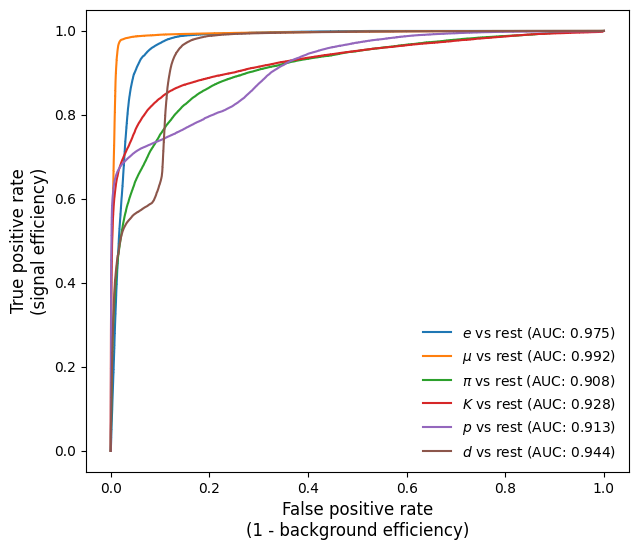 True positive rate
(signal efficiency)
1.0
0.8
0.6
0.4
0.2
0.0
e vs rest (AUC: 0.975)
μ vs rest (AUC: 0.992)
π vs rest (AUC: 0.908)
K vs rest (AUC: 0.928)
p vs rest (AUC: 0.913)
d vs rest (AUC: 0.944)
0.0 0.2 0.4 0.6 0.8 1.0
False positive rate
(1 - background efficiency)